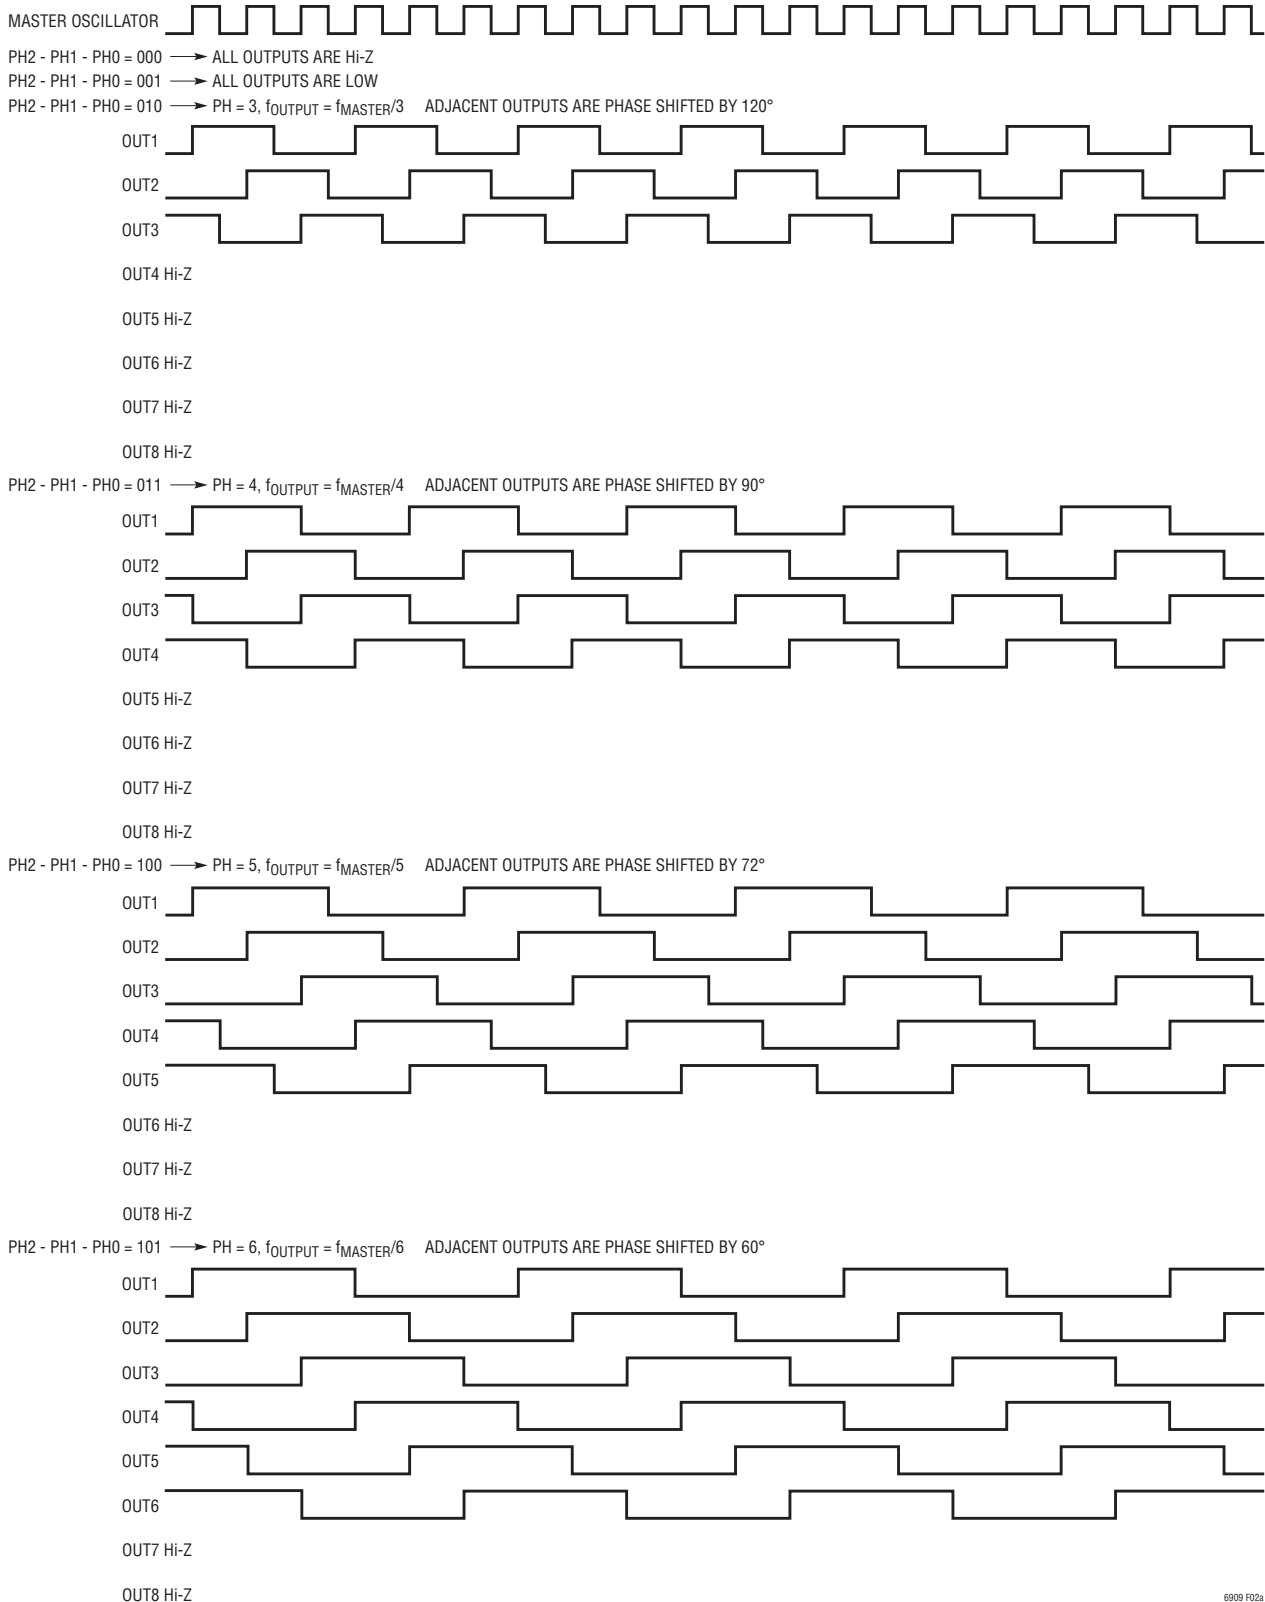 MASTER OSCILLATOR
PH2 - PH1 - PH0 = 000 → ALL OUTPUTS ARE Hi-Z
PH2 - PH1 - PH0 = 001 → ALL OUTPUTS ARE LOW
PH2 - PH1 - PH0 = 010 → PH = 3, fOUTPUT = fMASTER/3 ADJACENT OUTPUTS ARE PHASE SHIFTED BY 120°
OUT1
OUT2
OUT3
OUT4 Hi-Z
OUT5 Hi-Z
OUT6 Hi-Z
OUT7 Hi-Z
OUT8 Hi-Z
PH2 - PH1 - PH0 = 011 → PH = 4, fOUTPUT = fMASTER/4 ADJACENT OUTPUTS ARE PHASE SHIFTED BY 90°
OUT1
OUT2
OUT3
OUT4
OUT5 Hi-Z
OUT6 Hi-Z
OUT7 Hi-Z
OUT8 Hi-Z
PH2 - PH1 - PH0 = 100 → PH = 5, fOUTPUT = fMASTER/5 ADJACENT OUTPUTS ARE PHASE SHIFTED BY 72°
OUT1
OUT2
OUT3
OUT4
OUT5
OUT6 Hi-Z
OUT7 Hi-Z
OUT8 Hi-Z
PH2 - PH1 - PH0 = 101 → PH = 6, fOUTPUT = fMASTER/6 ADJACENT OUTPUTS ARE PHASE SHIFTED BY 60°
OUT1
OUT2
OUT3
OUT4
OUT5
OUT6
OUT7 Hi-Z
OUT8 Hi-Z
6909 F02a